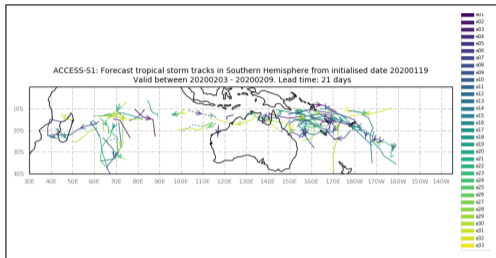 ACCESS-S1: Forecast tropical storm tracks in Southern Hemisphere from initialised date 20200119
Valid between 20200203 - 20200209. Lead time: 21 days
10S
20S
30S
40S
30E 40E 50E 60E 70E 80E 90E 100E 110E 120E 130E 140E 150E 160E 170E 180E 170W 160W 150W 140W
e01
e02
e03
e04
e05
e06
e07
e08
e09
e10
e11
e12
e13
e14
e15
e16
e17
e18
e19
e20
e21
e22
e23
e24
e25
e26
e27
e28
e29
e30
e31
e32
e33